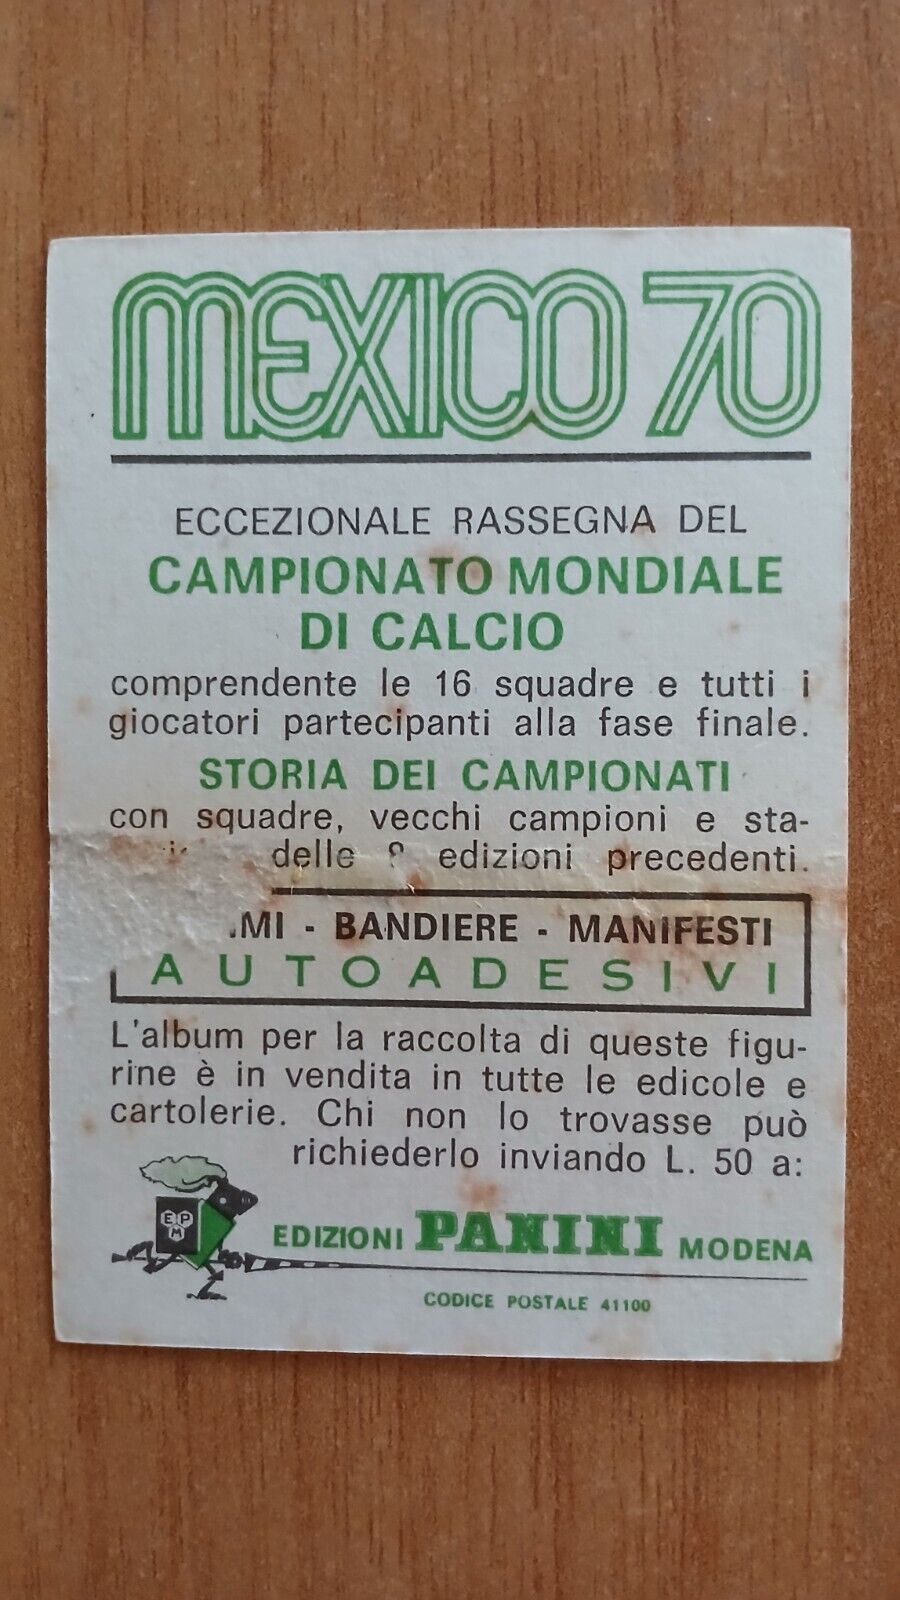 MEXICO 70
ECCEZIONALE RASSEGNA DEL
CAMPIONATO MONDIALE
DI CALCIO
comprendente le 16 squadre e tutti i
giocatori partecipanti alla fase finale.
STORIA DEI CAMPIONATI
con squadre, vecchi campioni e sta-
delle 8 edizioni precedenti.
MI - BANDIERE - MANIFESTI
AUTOADESIVI
L'album per la raccolta di queste figu-
rine è in vendita in tutte le edicole e
cartolerie. Chi non lo trovasse può
richiederlo inviando L. 50 a:
EPM
EDIZIONI PANINI MODENA
CODICE POSTALE 41100